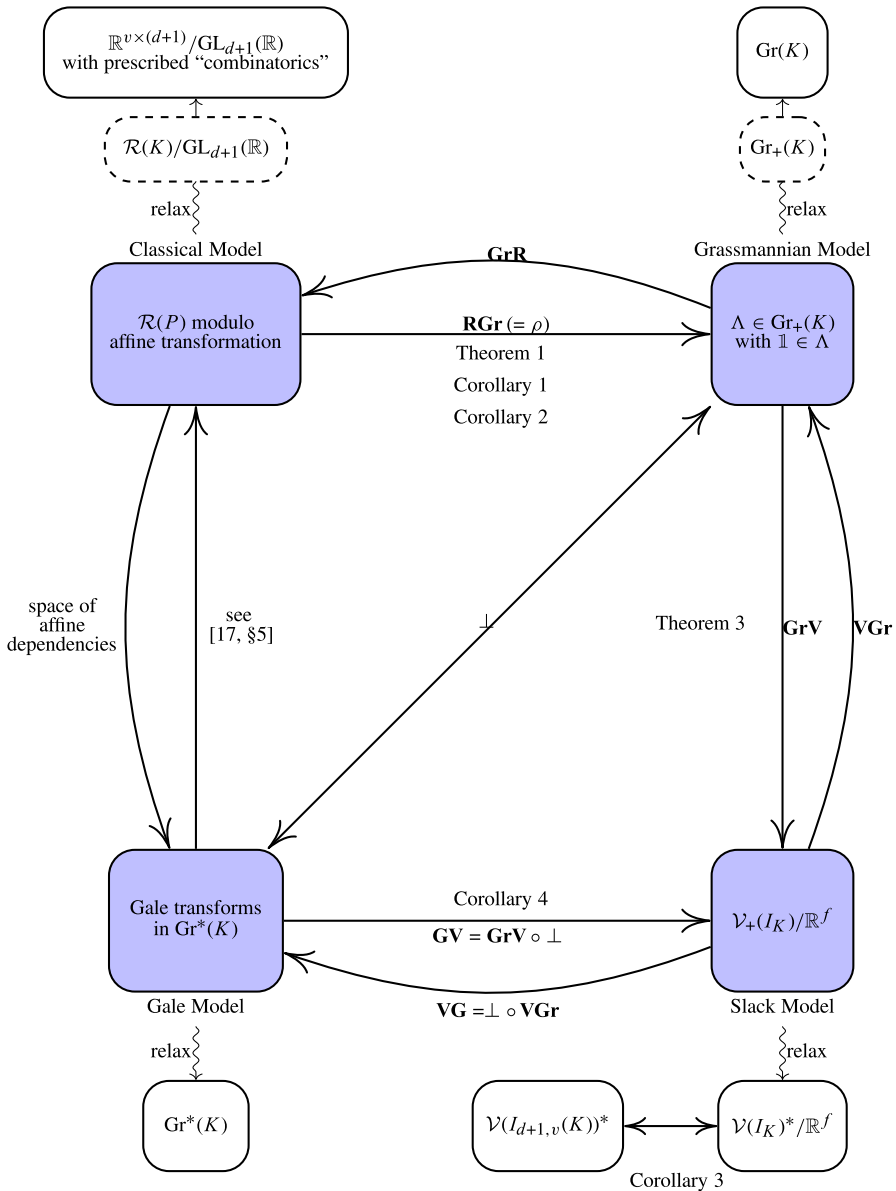 ℝ^{v×(d+1)}/GL_{d+1}(ℝ)
with prescribed “combinatorics”
Gr(K)
ℛ(K)/GL_{d+1}(ℝ)
Gr₊(K)
relax
relax
Classical Model
Grassmannian Model
GrR
ℛ(P) modulo
affine transformation
RGr (= ρ)
Theorem 1
Corollary 1
Corollary 2
Λ ∈ Gr₊(K)
with 𝟙 ∈ Λ
space of
affine
dependencies
see
[17, §5]
⊥
Theorem 3
GrV
VGr
Gale transforms
in Gr*(K)
Corollary 4
GV = GrV ∘ ⊥
𝒱₊(I_K)/ℝ^f
VG =⊥ ∘ VGr
Gale Model
Slack Model
relax
relax
Gr*(K)
𝒱(I_{d+1,v}(K))*
𝒱(I_K)*/ℝ^f
Corollary 3